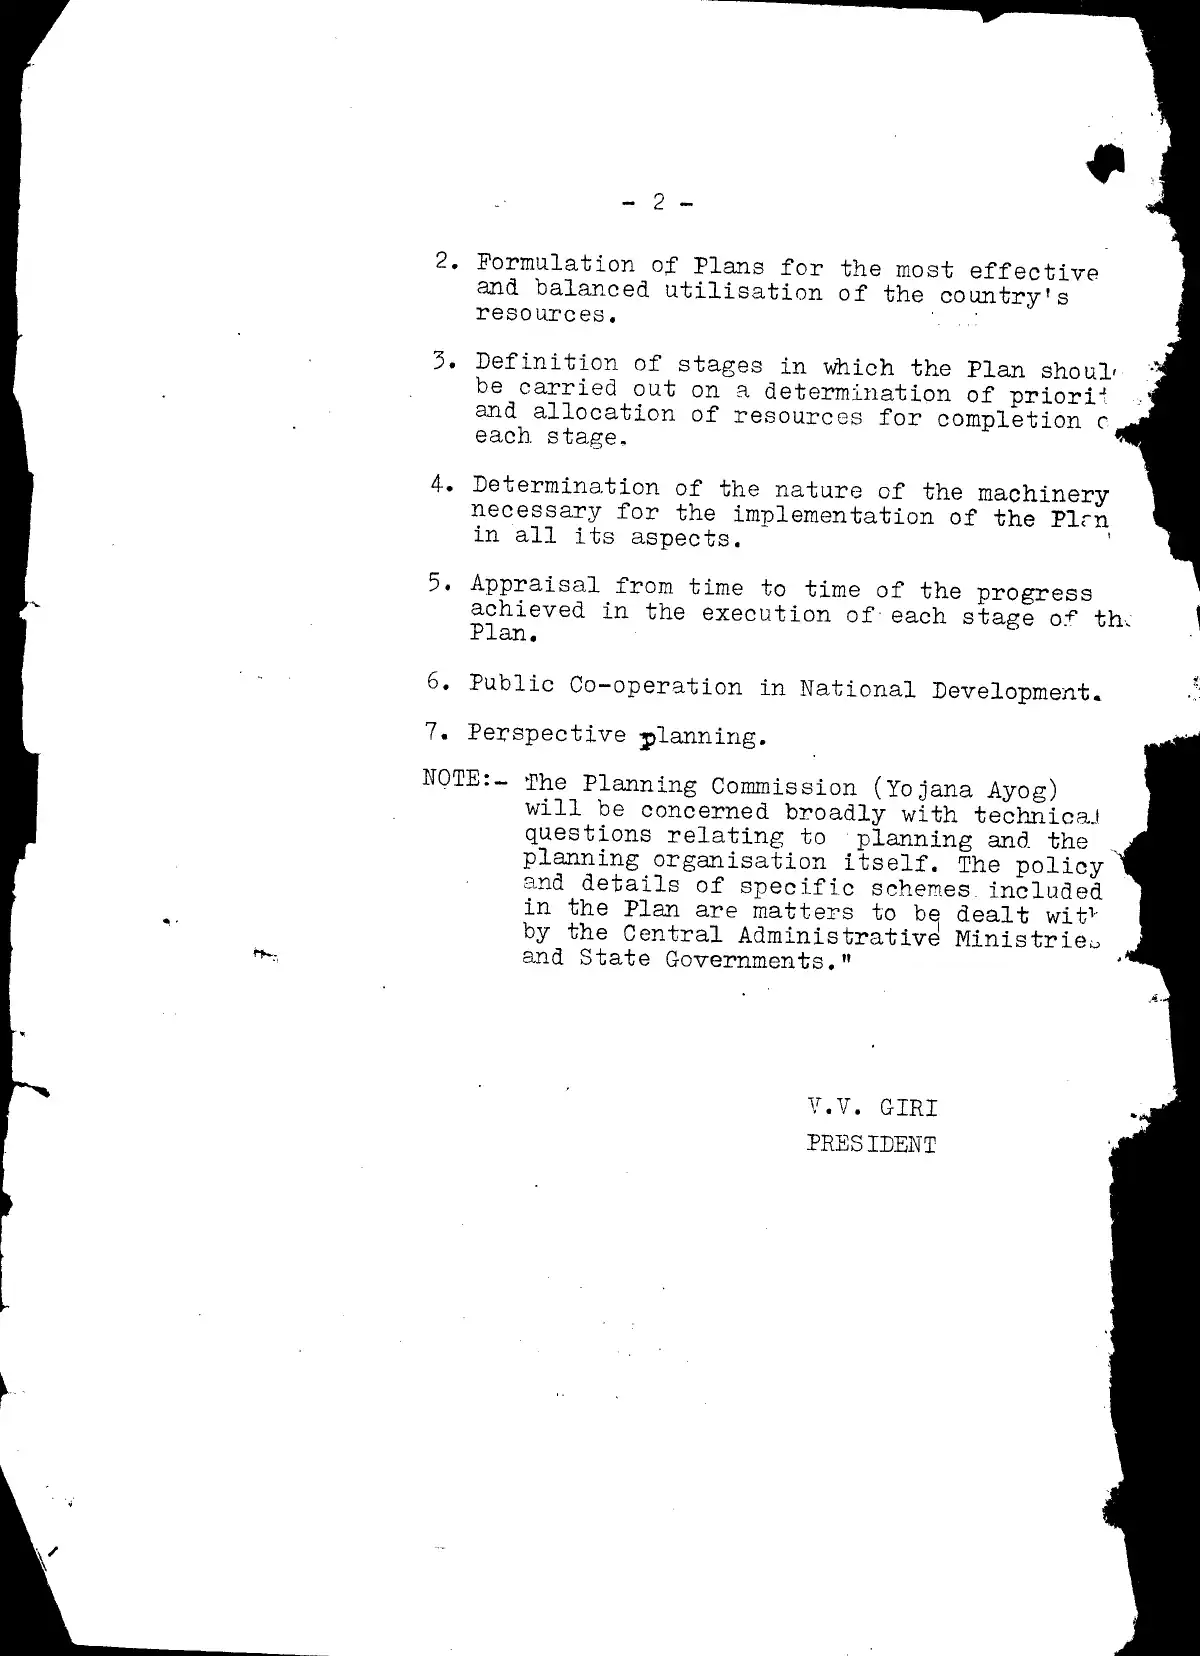 - 2 -
2. Formulation of Plans for the most effective
and balanced utilisation of the country's
resources.
3. Definition of stages in which the Plan
be carried out on a determination of
and allocation of resources for completion
each stage.
4. Determination of the nature of the machinery
necessary for the implementation of the Plan
in all its aspects.
5. Appraisal from time to time of the progress
achieved in the execution of each stage of
Plan.
6. Public Co-operation in National Development.
7. Perspective planning.
NOTE:- The Planning Commission (Yojana Ayog)
will be concerned broadly with technical
questions relating to planning and the
planning organisation itself. The policy
and details of specific schemes included
in the Plan are matters to be dealt
by the Central Administrative Ministries
and State Governments."
V.V. GIRI
PRESIDENT